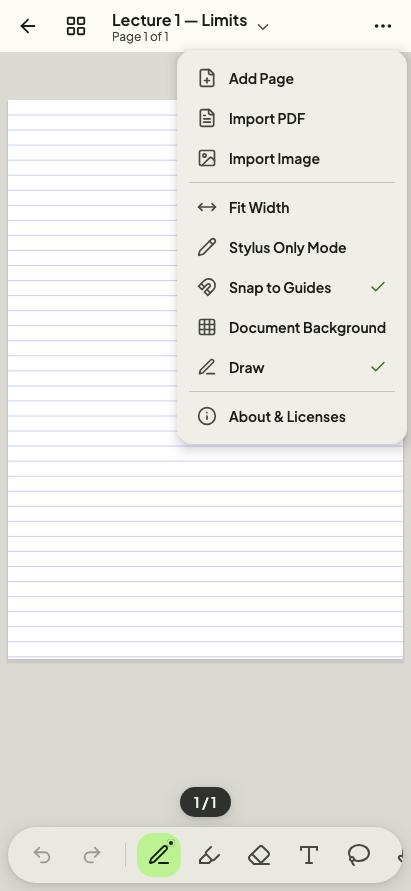 Lecture 1 — Limits
Page 1 of 1
Add Page
Import PDF
Import Image
Fit Width
Stylus Only Mode
Snap to Guides
Document Background
Draw
About & Licenses
1 / 1